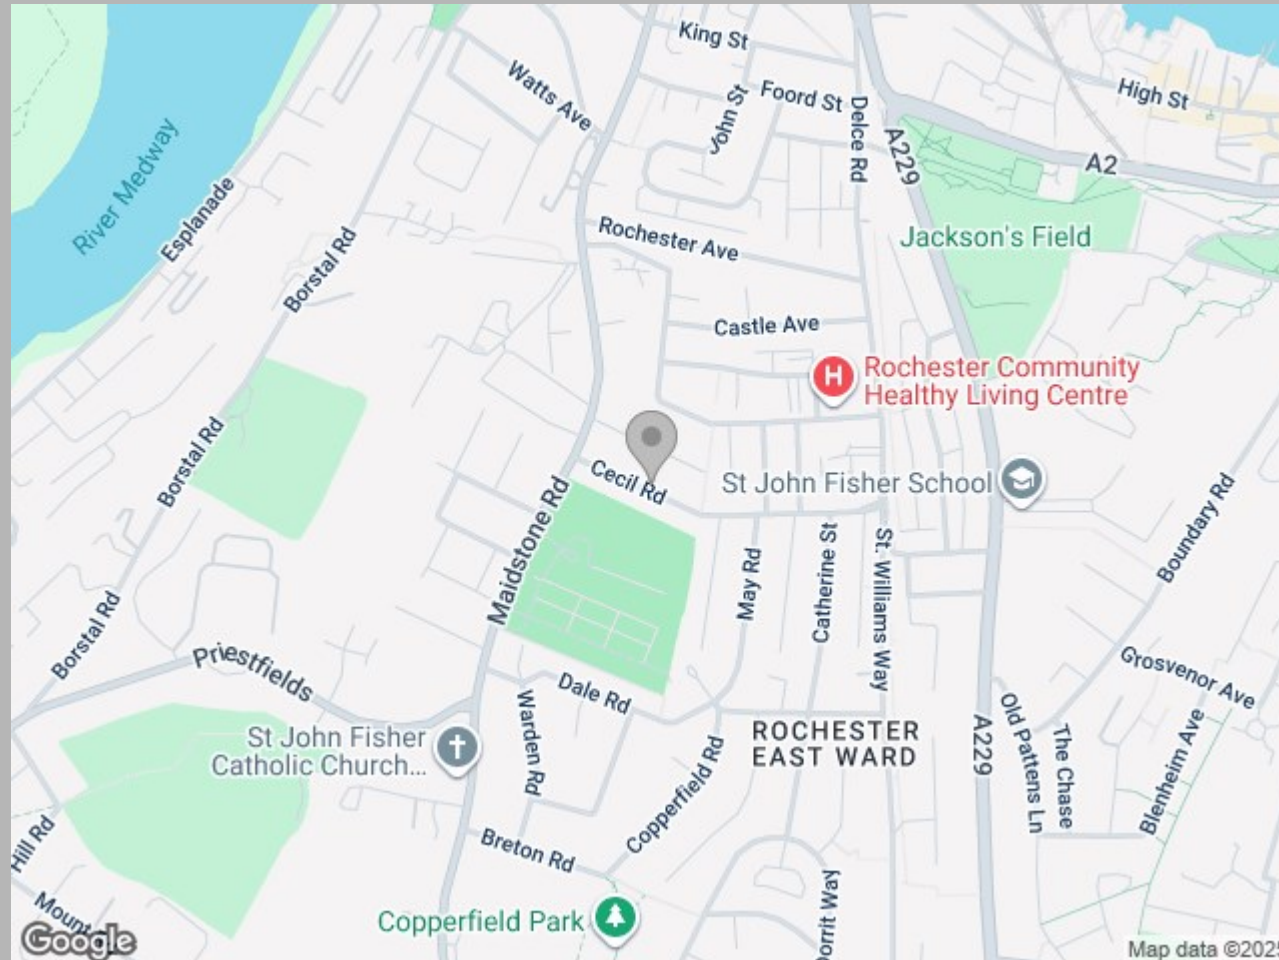 King St
Watts Ave
John St
Foord St
Delce Rd
High St
A229
A2
River Medway
Esplanade
Borstal Rd
Rochester Ave
Jackson's Field
Castle Ave
Rochester Community
Healthy Living Centre
Borstal Rd
Cecil Rd
St John Fisher School
Maidstone Rd
May Rd
Catherine St
St. Williams Way
Boundary Rd
Borstal Rd
Priestfields
Dale Rd
Grosvenor Ave
St John Fisher
Catholic Church...
Warden Rd
ROCHESTER
EAST WARD
Copperfield Rd
A229
Old Pattens Ln
The Chase
Blenheim Ave
Hill Rd
Breton Rd
Mount
Copperfield Park
Dorrit Way
Google
Map data ©2025